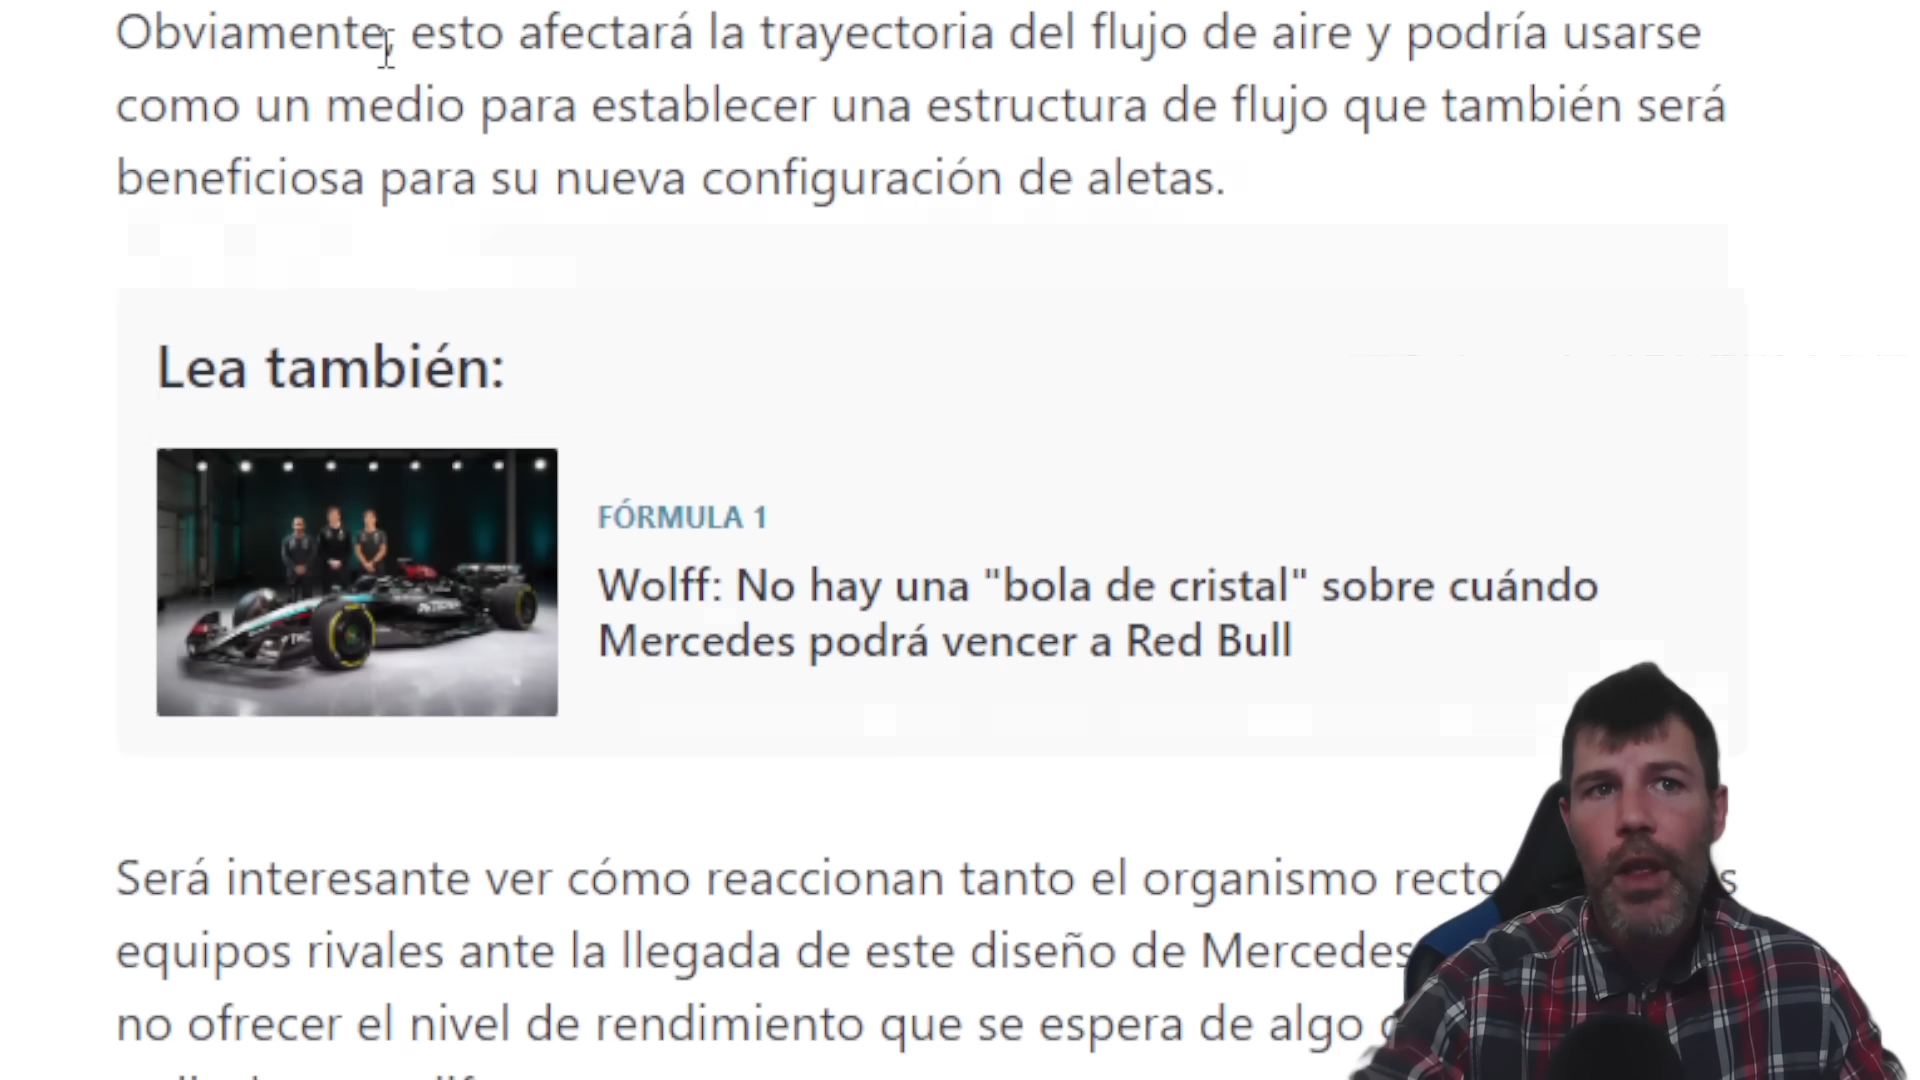 Obviamente, esto afectará la trayectoria del flujo de aire y podría usarse
como un medio para establecer una estructura de flujo que también será
beneficiosa para su nueva configuración de aletas.
Lea también:
FÓRMULA 1
Wolff: No hay una "bola de cristal" sobre cuándo
Mercedes podrá vencer a Red Bull
Será interesante ver cómo reaccionan tanto el organismo
equipos rivales ante la llegada de este diseño de Mercedes
no ofrecer el nivel de rendimiento que se espera de algo